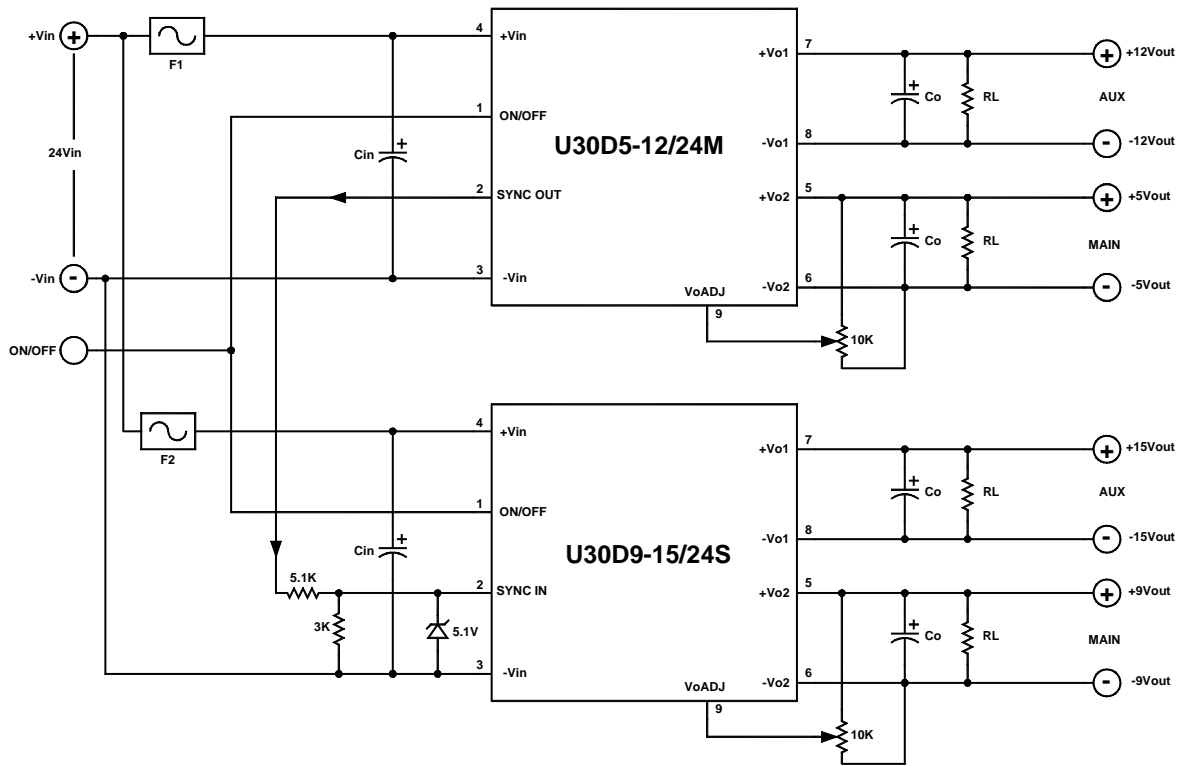 +Vin
F1
24Vin
-Vin
ON/OFF
4
+Vin
1
ON/OFF
Cin
+
2
SYNC OUT
3
-Vin
U30D5-12/24M
VoADJ
9
+Vo1
7
-Vo1
8
+Vo2
5
-Vo2
6
+
Co
RL
+12Vout
AUX
-12Vout
+
Co
RL
+5Vout
MAIN
-5Vout
10K
F2
4
+Vin
1
ON/OFF
Cin
+
5.1K
3K
5.1V
2
SYNC IN
3
-Vin
U30D9-15/24S
VoADJ
9
+Vo1
7
-Vo1
8
+Vo2
5
-Vo2
6
+
Co
RL
+15Vout
AUX
-15Vout
+
Co
RL
+9Vout
MAIN
-9Vout
10K